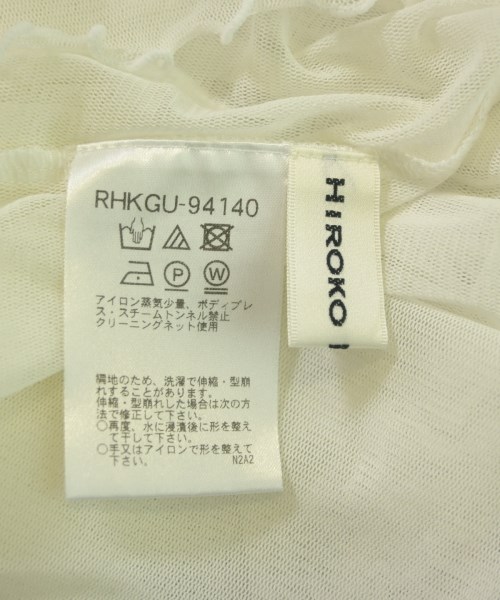 RHKGU-94140
P
W
アイロン蒸気少量、ボディプレ
ス・スチームトンネル禁止
クリーニングネット使用
隣地のため、洗濯で伸縮・型崩
れすることがあります。
伸縮・型崩れした場合は次の方
法で修正して下さい。
○再度、水に浸漬後に形を整え
て干して下さい。
○手又はアイロンで形を整えて
下さい。
N2A2
HIROKO